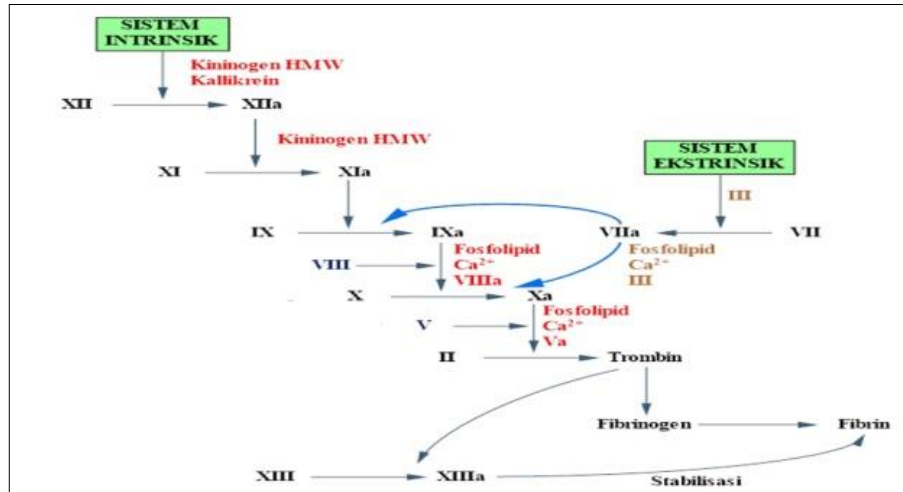 SISTEM
INTRINSIK
Kininogen HMW
Kallikrein
XII
XIIa
Kininogen HMW
SISTEM
EKSTRINSIK
XI
XIa
III
IX
IXa
VIIa
VII
Fosfolipid
Ca²⁺
VIIIa
Fosfolipid
Ca²⁺
III
VIII
X
Xa
Fosfolipid
Ca²⁺
Va
V
II
Trombin
Fibrinogen
Fibrin
XIII
XIIIa
Stabilisasi